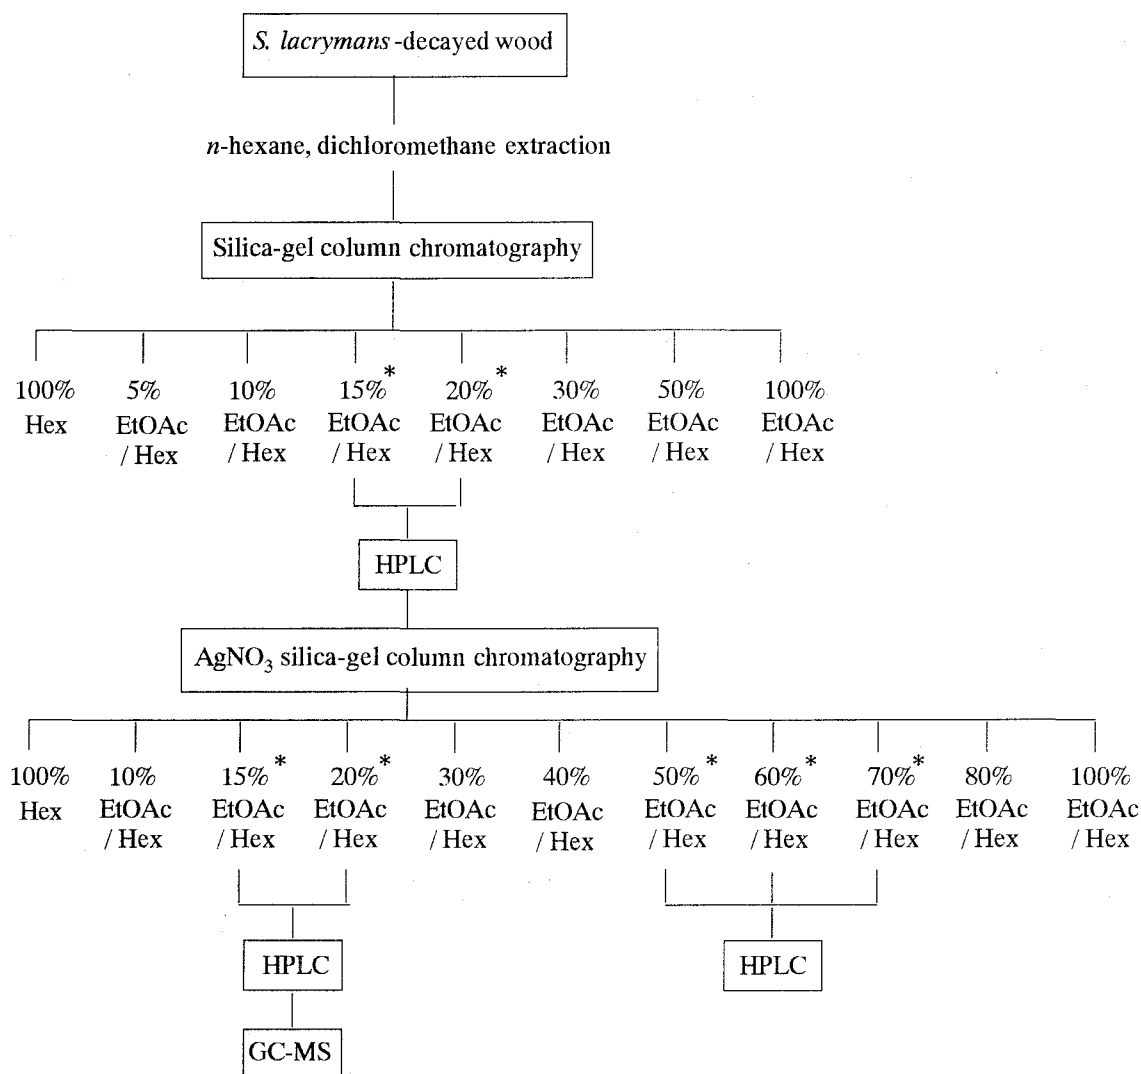 S. lacrymans -decayed wood
n-hexane, dichloromethane extraction
Silica-gel column chromatography
100% 5% 10% 15%* 20%* 30% 50% 100%
Hex EtOAc EtOAc EtOAc EtOAc EtOAc EtOAc EtOAc
/ Hex / Hex / Hex / Hex / Hex / Hex / Hex
HPLC
AgNO₃ silica-gel column chromatography
100% 10% 15%* 20%* 30% 40% 50%* 60%* 70%* 80% 100%
Hex EtOAc EtOAc EtOAc EtOAc EtOAc EtOAc EtOAc EtOAc EtOAc EtOAc
/ Hex / Hex / Hex / Hex / Hex / Hex / Hex / Hex / Hex / Hex
HPLC HPLC
GC-MS